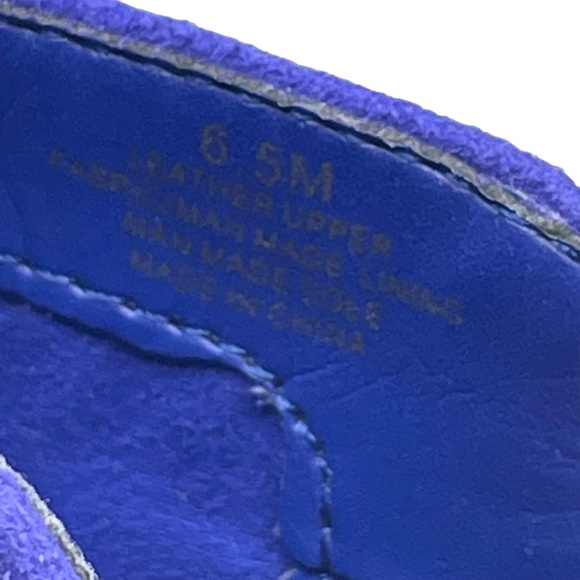 6.5M
LEATHER UPPER
FABRIC/MAN MADE LINING
MAN MADE SOLE
MADE IN CHINA